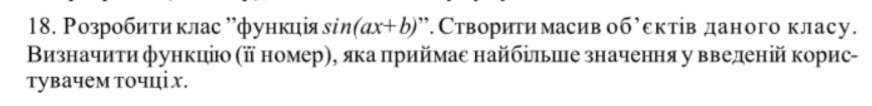 18. Розробити клас ”функція sin(ax+b)”. Створити масив об’єктів даного класу.
Визначити функцію (її номер), яка приймає найбільше значення у введеній корис-
тувачем точці x.